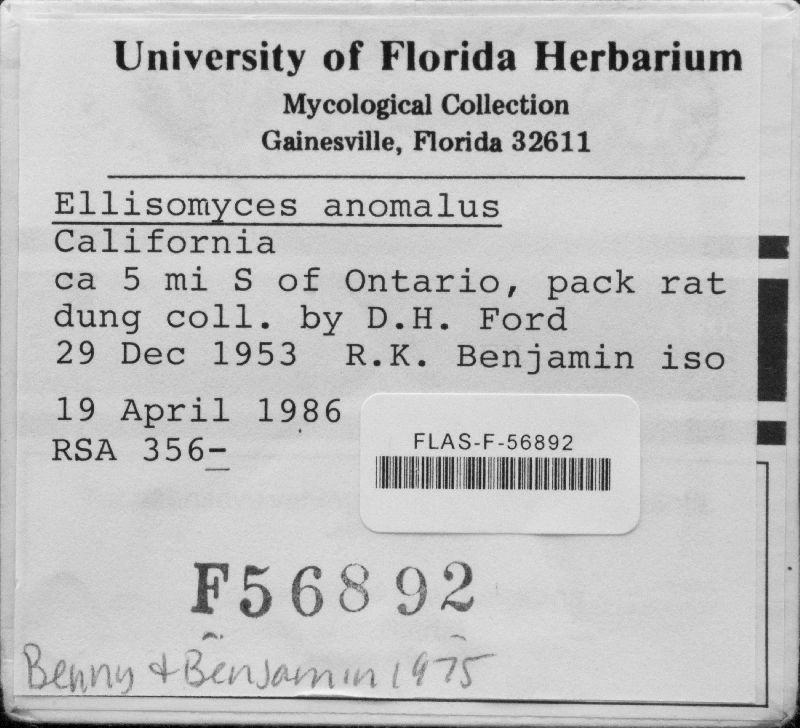 University of Florida Herbarium
Mycological Collection
Gainesville, Florida 32611
Ellisomyces anomalus
California
ca 5 mi S of Ontario, pack rat
dung coll. by D.H. Ford
29 Dec 1953 R.K. Benjamin iso
19 April 1986
RSA 356-
FLAS-F-56892
F56892
Benny + Benjamin 1975